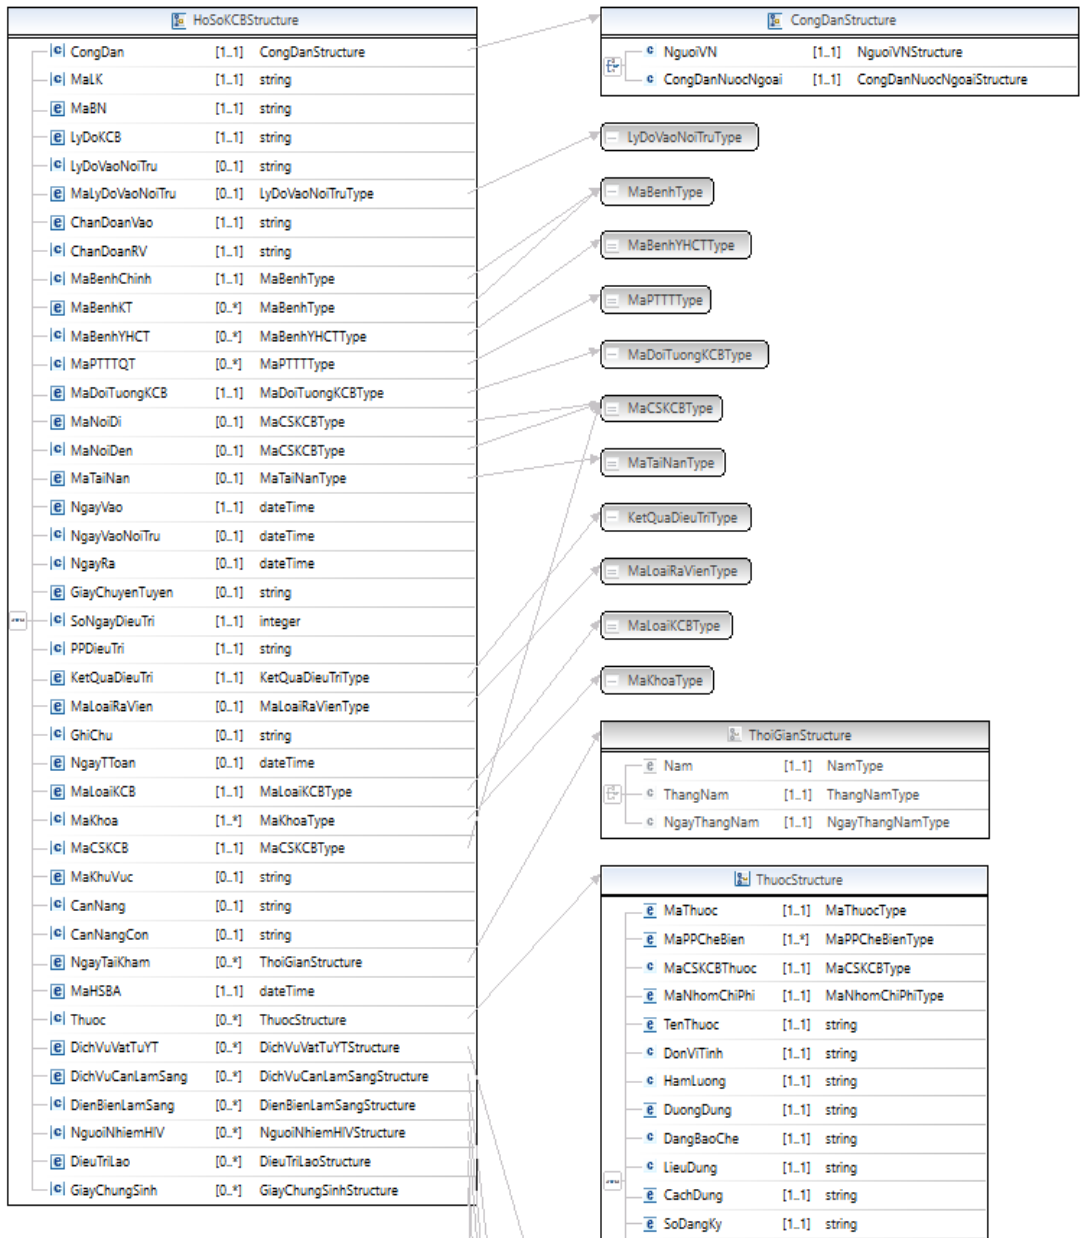 HoSoKCBStructure
CongDan [1..1] CongDanStructure
MaLK [1..1] string
MaBN [1..1] string
LyDoKCB [1..1] string
LyDoVaoNoiTru [0..1] string
MaLyDoVaoNoiTru [0..1] LyDoVaoNoiTruType
ChanDoanVao [1..1] string
ChanDoanRV [1..1] string
MaBenhChinh [1..1] MaBenhType
MaBenhKT [0..*] MaBenhType
MaBenhYHCT [0..*] MaBenhYHCTType
MaPTTTQT [0..*] MaPTTTType
MaDoiTuongKCB [1..1] MaDoiTuongKCBType
MaNoiDi [0..1] MaCSKCBType
MaNoiDen [0..1] MaCSKCBType
MaTaiNan [0..1] MaTaiNanType
NgayVao [1..1] dateTime
NgayVaoNoiTru [0..1] dateTime
NgayRa [0..1] dateTime
GiayChuyenTuyen [0..1] string
SoNgayDieuTri [1..1] integer
PPDieuTri [1..1] string
KetQuaDieuTri [1..1] KetQuaDieuTriType
MaLoaiRaVien [0..1] MaLoaiRaVienType
GhiChu [0..1] string
NgayTToan [0..1] dateTime
MaLoaiKCB [1..1] MaLoaiKCBType
MaKhoa [1..*] MaKhoaType
MaCSKCB [1..1] MaCSKCBType
MaKhuVuc [0..1] string
CanNang [0..1] string
CanNangCon [0..1] string
NgayTaiKham [0..*] ThoiGianStructure
MaHSBA [1..1] dateTime
Thuoc [0..*] ThuocStructure
DichVuVatTuYT [0..*] DichVuVatTuYTStructure
DichVuCanLamSang [0..*] DichVuCanLamSangStructure
DienBienLamSang [0..*] DienBienLamSangStructure
NguoiNhiemHIV [0..*] NguoiNhiemHIVStructure
DieuTriLao [0..*] DieuTriLaoStructure
GiayChungSinh [0..*] GiayChungSinhStructure
CongDanStructure
NguoiVN [1..1] NguoiVNStructure
CongDanNuocNgoai [1..1] CongDanNuocNgoaiStructure
LyDoVaoNoiTruType
MaBenhType
MaBenhYHCTType
MaPTTTType
MaDoiTuongKCBType
MaCSKCBType
MaTaiNanType
KetQuaDieuTriType
MaLoaiRaVienType
MaLoaiKCBType
MaKhoaType
ThoiGianStructure
Nam [1..1] NamType
ThangNam [1..1] ThangNamType
NgayThangNam [1..1] NgayThangNamType
ThuocStructure
MaThuoc [1..1] MaThuocType
MaPPCheBien [1..*] MaPPCheBienType
MaCSKCBThuoc [1..1] MaCSKCBType
MaNhomChiPhi [1..1] MaNhomChiPhiType
TenThuoc [1..1] string
DonViTinh [1..1] string
HamLuong [1..1] string
DuongDung [1..1] string
DangBaoChe [1..1] string
LieuDung [1..1] string
CachDung [1..1] string
SoDangKy [1..1] string